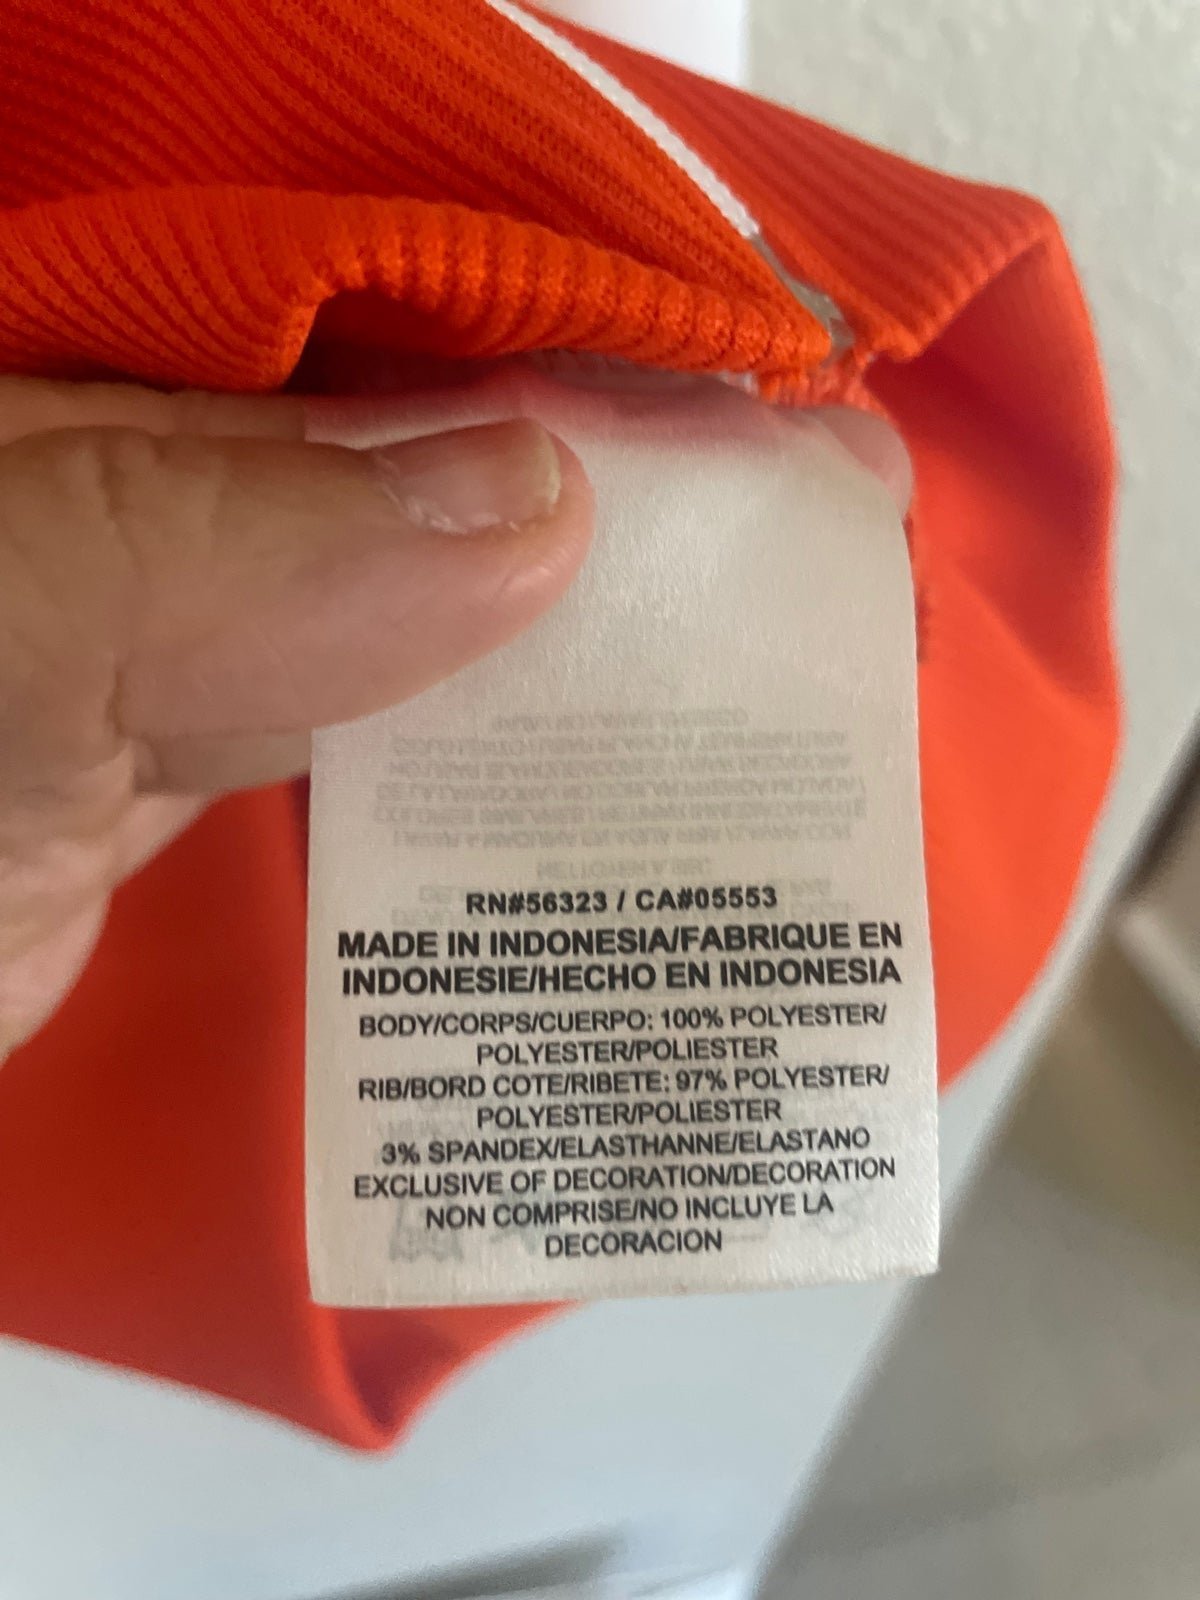 RN#56323 / CA#05553
MADE IN INDONESIA/FABRIQUE EN
INDONESIE/HECHO EN INDONESIA
BODY/CORPS/CUERPO: 100% POLYESTER/
POLYESTER/POLIESTER
RIB/BORD COTE/RIBETE: 97% POLYESTER/
POLYESTER/POLIESTER
3% SPANDEX/ELASTHANNE/ELASTANO
EXCLUSIVE OF DECORATION/DECORATION
NON COMPRISE/NO INCLUYE LA
DECORACION